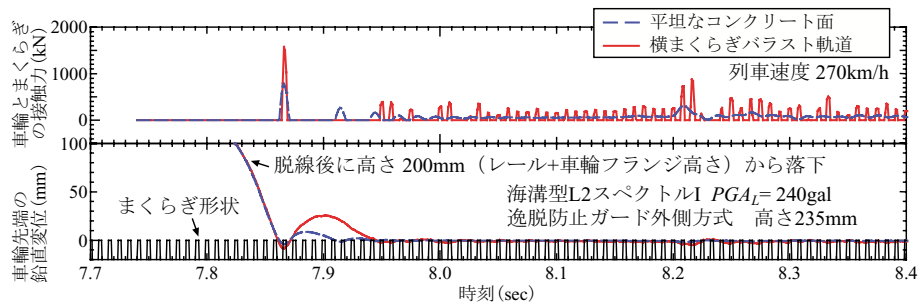 平坦なコンクリート面
横まくらぎバラスト軌道
列車速度 270km/h
車輪とまくらぎ
の接触力(kN)
2000
1000
0
脱線後に高さ 200mm（レール+車輪フランジ高さ）から落下
海溝型L2スペクトルI PGA_L= 240gal
逸脱防止ガード外側方式　高さ235mm
まくらぎ形状
車輪先端の
鉛直変位(mm)
100
50
0
7.7 7.8 7.9 8.0 8.1 8.2 8.3 8.4
時刻(sec)